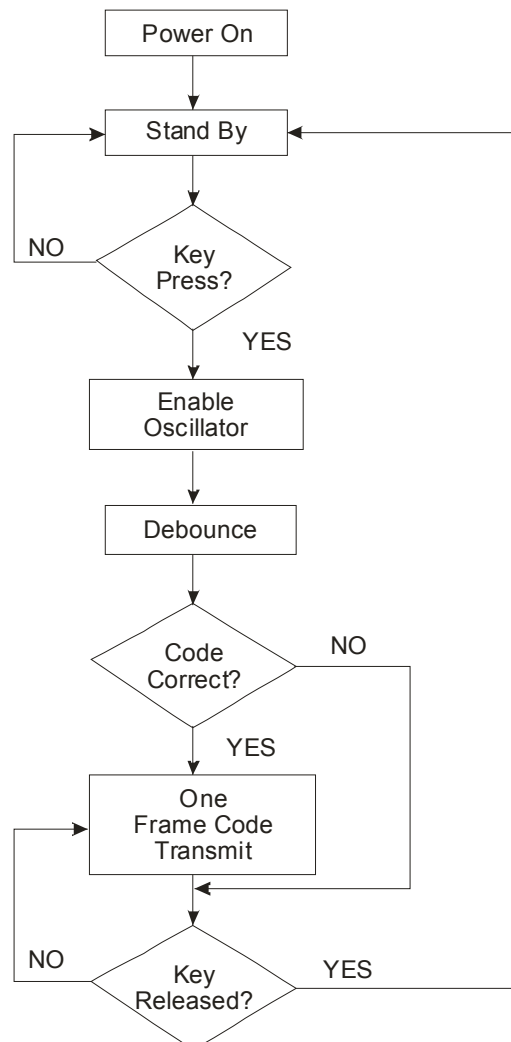 Power On
Stand By
NO
Key
Press?
YES
Enable
Oscillator
Debounce
Code
Correct?
NO
YES
One
Frame Code
Transmit
NO
Key
Released?
YES